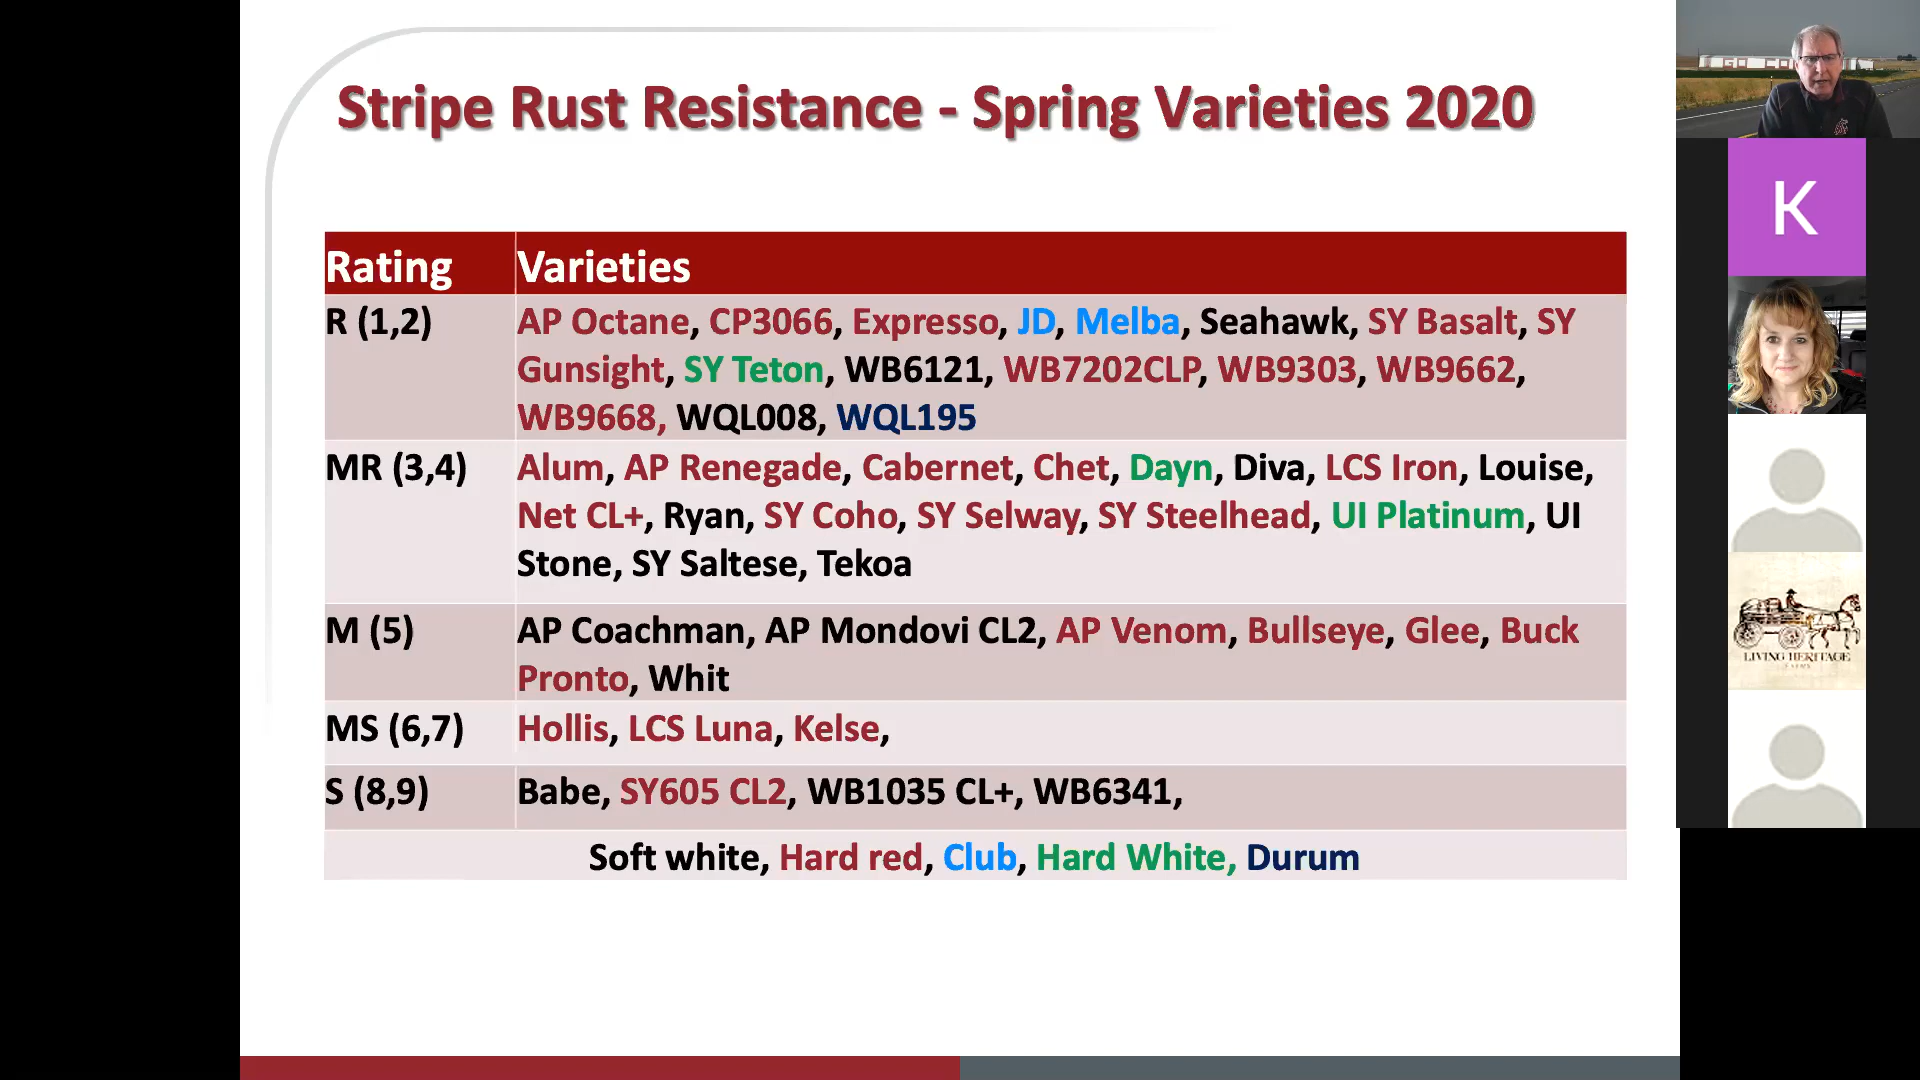 Stripe Rust Resistance - Spring Varieties 2020
Rating Varieties
R (1,2) AP Octane, CP3066, Expresso, JD, Melba, Seahawk, SY Basalt, SY
Gunsight, SY Teton, WB6121, WB7202CLP, WB9303, WB9662,
WB9668, WQL008, WQL195
MR (3,4) Alum, AP Renegade, Cabernet, Chet, Dayn, Diva, LCS Iron, Louise,
Net CL+, Ryan, SY Coho, SY Selway, SY Steelhead, UI Platinum, UI
Stone, SY Saltese, Tekoa
M (5) AP Coachman, AP Mondovi CL2, AP Venom, Bullseye, Glee, Buck
Pronto, Whit
MS (6,7) Hollis, LCS Luna, Kelse,
S (8,9) Babe, SY605 CL2, WB1035 CL+, WB6341,
Soft white, Hard red, Club, Hard White, Durum
K
LIVING HERITAGE